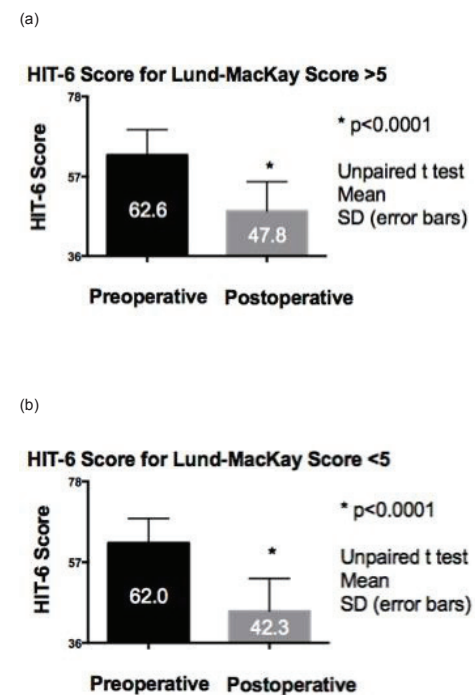 (a)
HIT-6 Score for Lund-MacKay Score >5
78
57
36
HIT-6 Score
62.6
*
47.8
* p<0.0001
Unpaired t test
Mean
SD (error bars)
Preoperative Postoperative
(b)
HIT-6 Score for Lund-MacKay Score <5
78
57
36
HIT-6 Score
62.0
*
42.3
* p<0.0001
Unpaired t test
Mean
SD (error bars)
Preoperative Postoperative